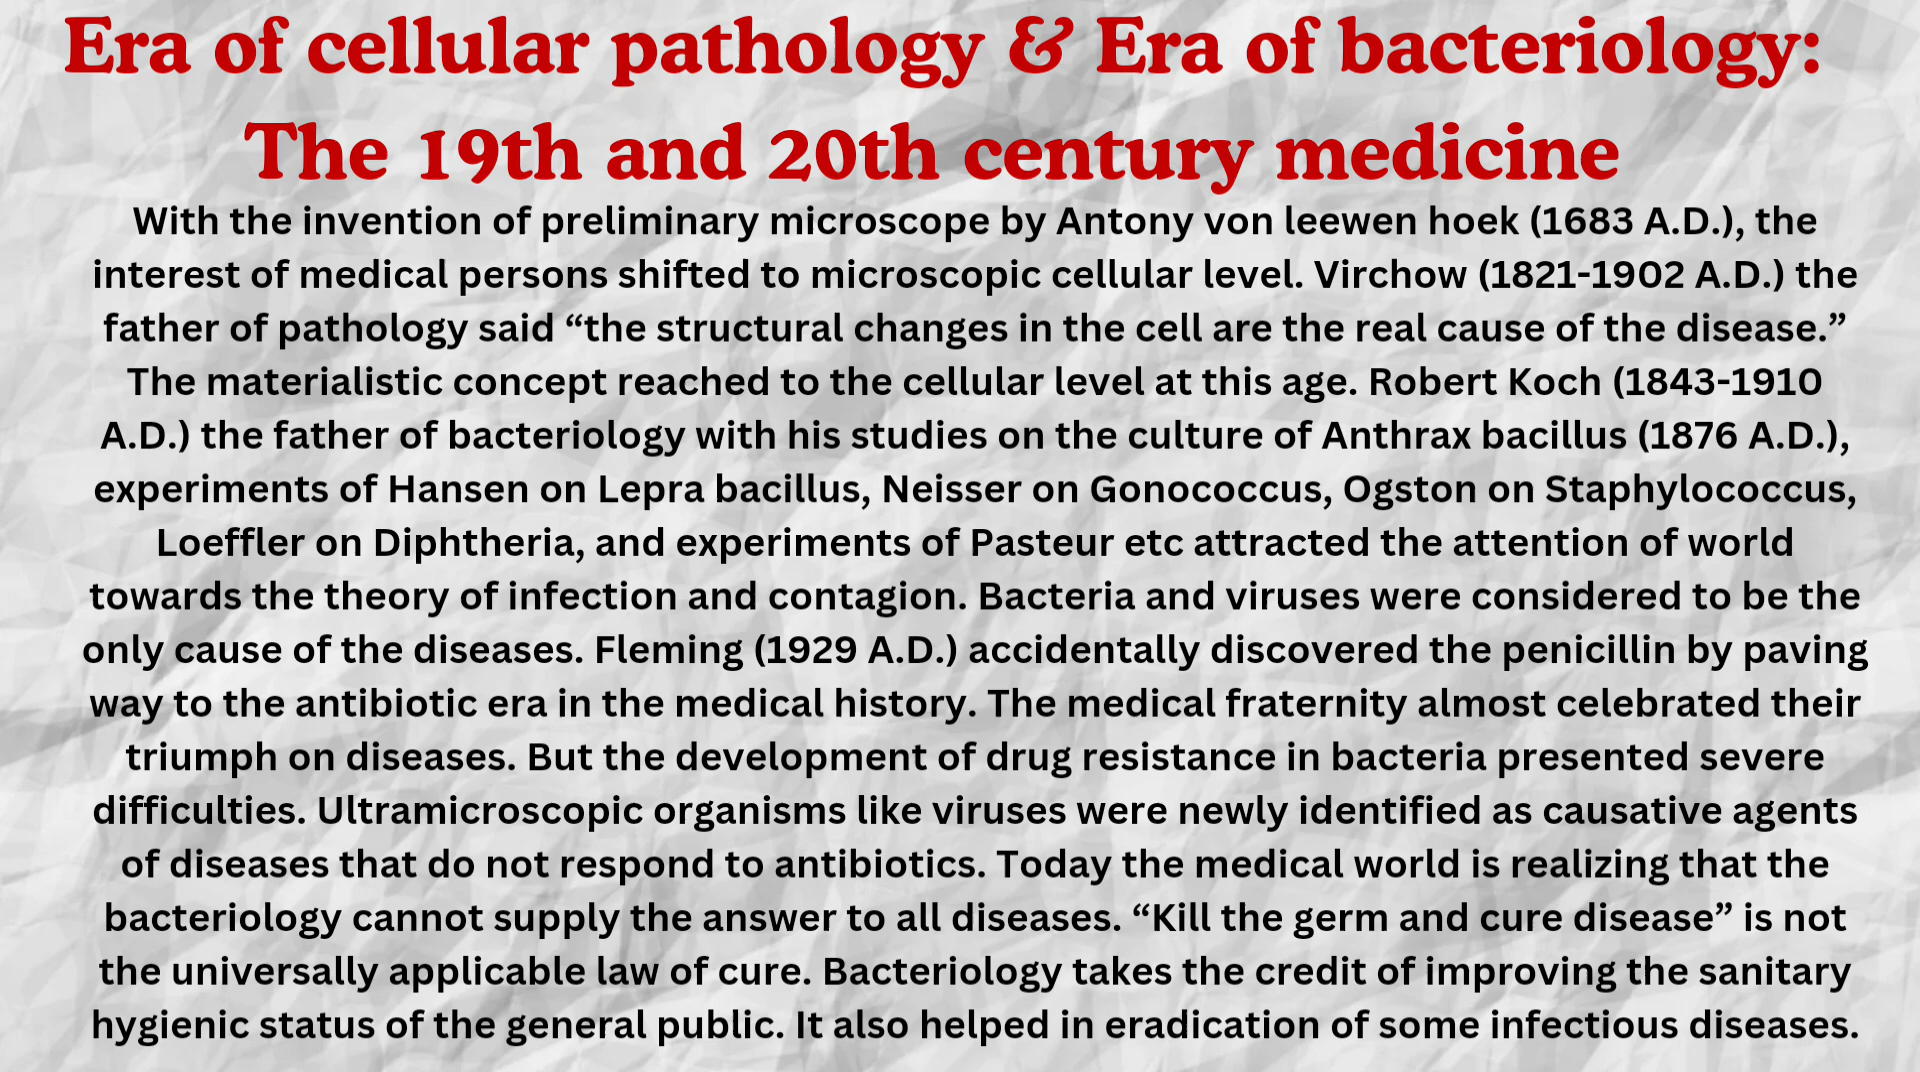 Era of cellular pathology & Era of bacteriology:
The 19th and 20th century medicine
With the invention of preliminary microscope by Antony von leewen hoek (1683 A.D.), the
interest of medical persons shifted to microscopic cellular level. Virchow (1821-1902 A.D.) the
father of pathology said “the structural changes in the cell are the real cause of the disease.”
The materialistic concept reached to the cellular level at this age. Robert Koch (1843-1910
A.D.) the father of bacteriology with his studies on the culture of Anthrax bacillus (1876 A.D.),
experiments of Hansen on Lepra bacillus, Neisser on Gonococcus, Ogston on Staphylococcus,
Loeffler on Diphtheria, and experiments of Pasteur etc attracted the attention of world
towards the theory of infection and contagion. Bacteria and viruses were considered to be the
only cause of the diseases. Fleming (1929 A.D.) accidentally discovered the penicillin by paving
way to the antibiotic era in the medical history. The medical fraternity almost celebrated their
triumph on diseases. But the development of drug resistance in bacteria presented severe
difficulties. Ultramicroscopic organisms like viruses were newly identified as causative agents
of diseases that do not respond to antibiotics. Today the medical world is realizing that the
bacteriology cannot supply the answer to all diseases. “Kill the germ and cure disease” is not
the universally applicable law of cure. Bacteriology takes the credit of improving the sanitary
hygienic status of the general public. It also helped in eradication of some infectious diseases.